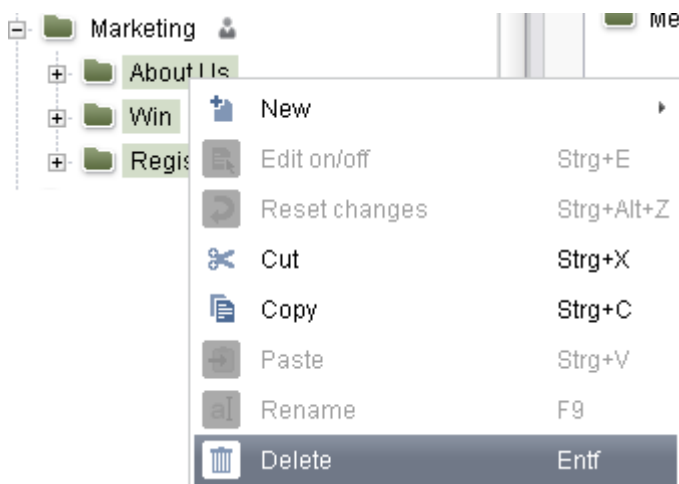 Marketing
Me
About Us
Win
New
Edit on/off Strg+E
Reset changes Strg+Alt+Z
Cut Strg+X
Copy Strg+C
Paste Strg+V
Rename F9
Delete Entf